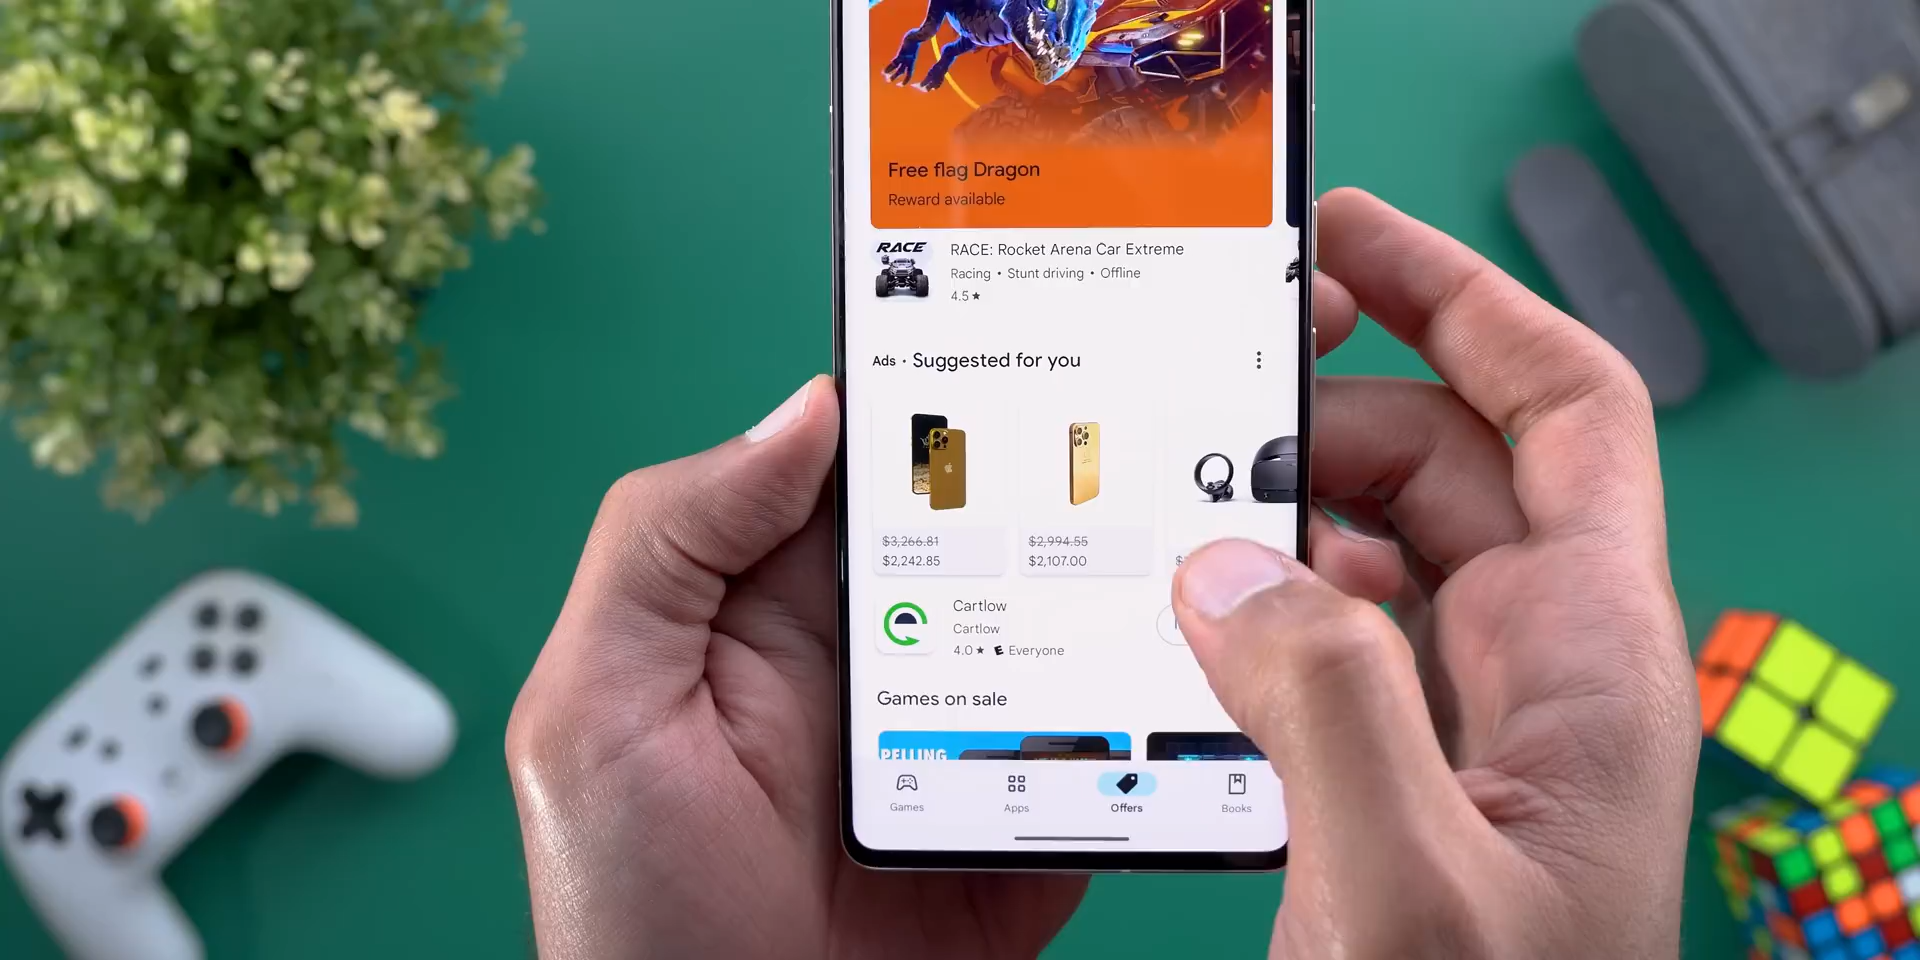 Free flag Dragon
Reward available
RACE
RACE: Rocket Arena Car Extreme
Racing • Stunt driving • Offline
4.5★
Ads • Suggested for you
$3,266.81
$2,242.85
$2,994.55
$2,107.00
Cartlow
Cartlow
4.0★ E Everyone
Games on sale
PELLING
Games
Apps
Offers
Books